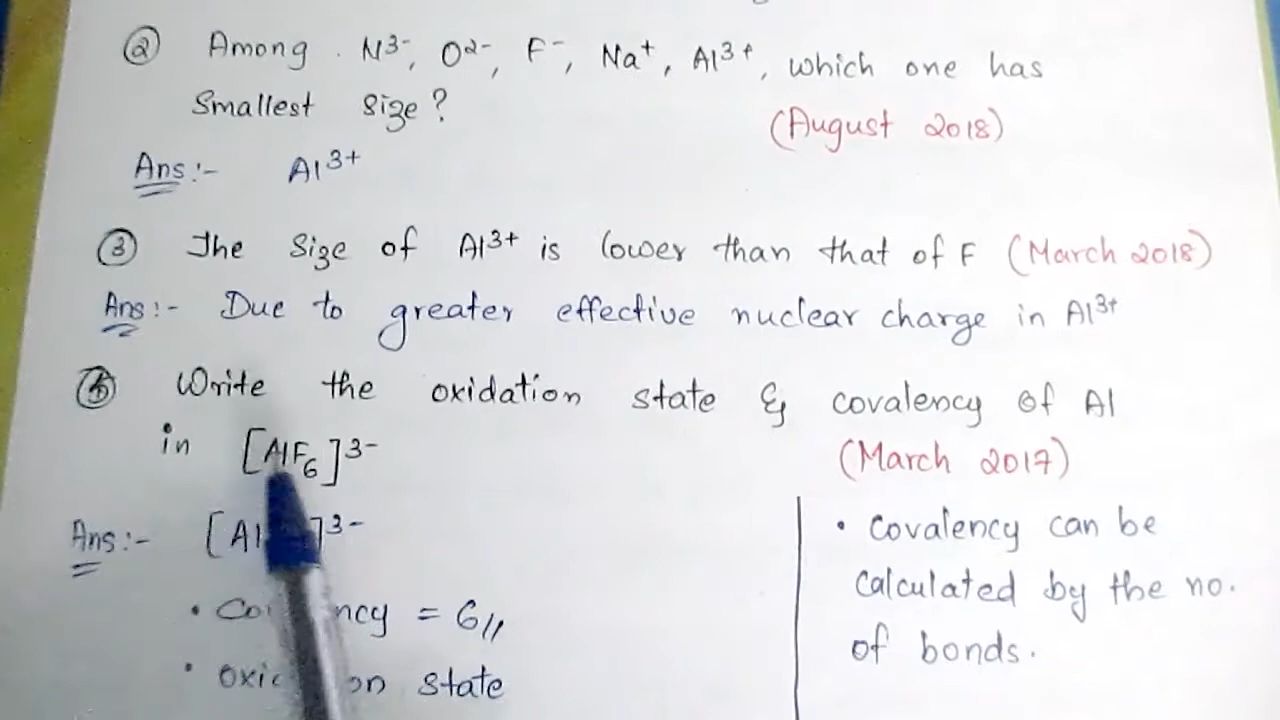 ② Among N³⁻, O²⁻, F⁻, Na⁺, Al³⁺, which one has
Smallest Size?
(August 2018)
Ans:- Al³⁺
③ The Size of Al³⁺ is lower than that of F (March 2018)
Ans:- Due to greater effective nuclear charge in Al³⁺
Write the oxidation state & covalency of Al
in [AlF₆]³⁻
(March 2017)
Ans:- [Al ]³⁻
• = 6//
• state
• Covalency can be
calculated by the no.
of bonds.